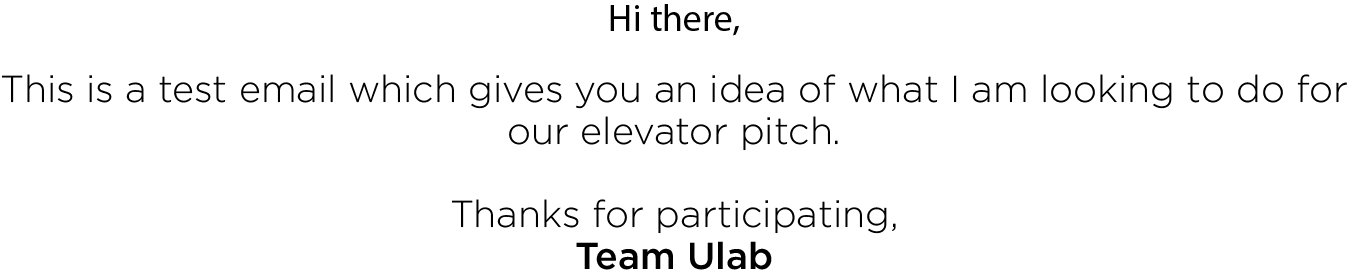 Hi there,
This is a test email which gives you an idea of what I am looking to do for
our elevator pitch.
Thanks for participating,
Team Ulab